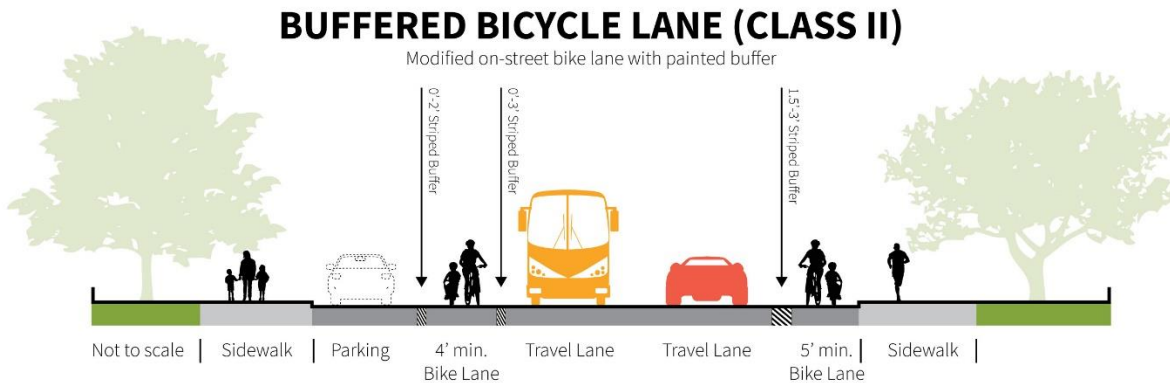 BUFFERED BICYCLE LANE (CLASS II)
Modified on-street bike lane with painted buffer
0'-2' Striped Buffer
0'-3' Striped Buffer
1.5'-3' Striped Buffer
Not to scale
Sidewalk
Parking
4' min.
Bike Lane
Travel Lane
Travel Lane
5' min.
Bike Lane
Sidewalk